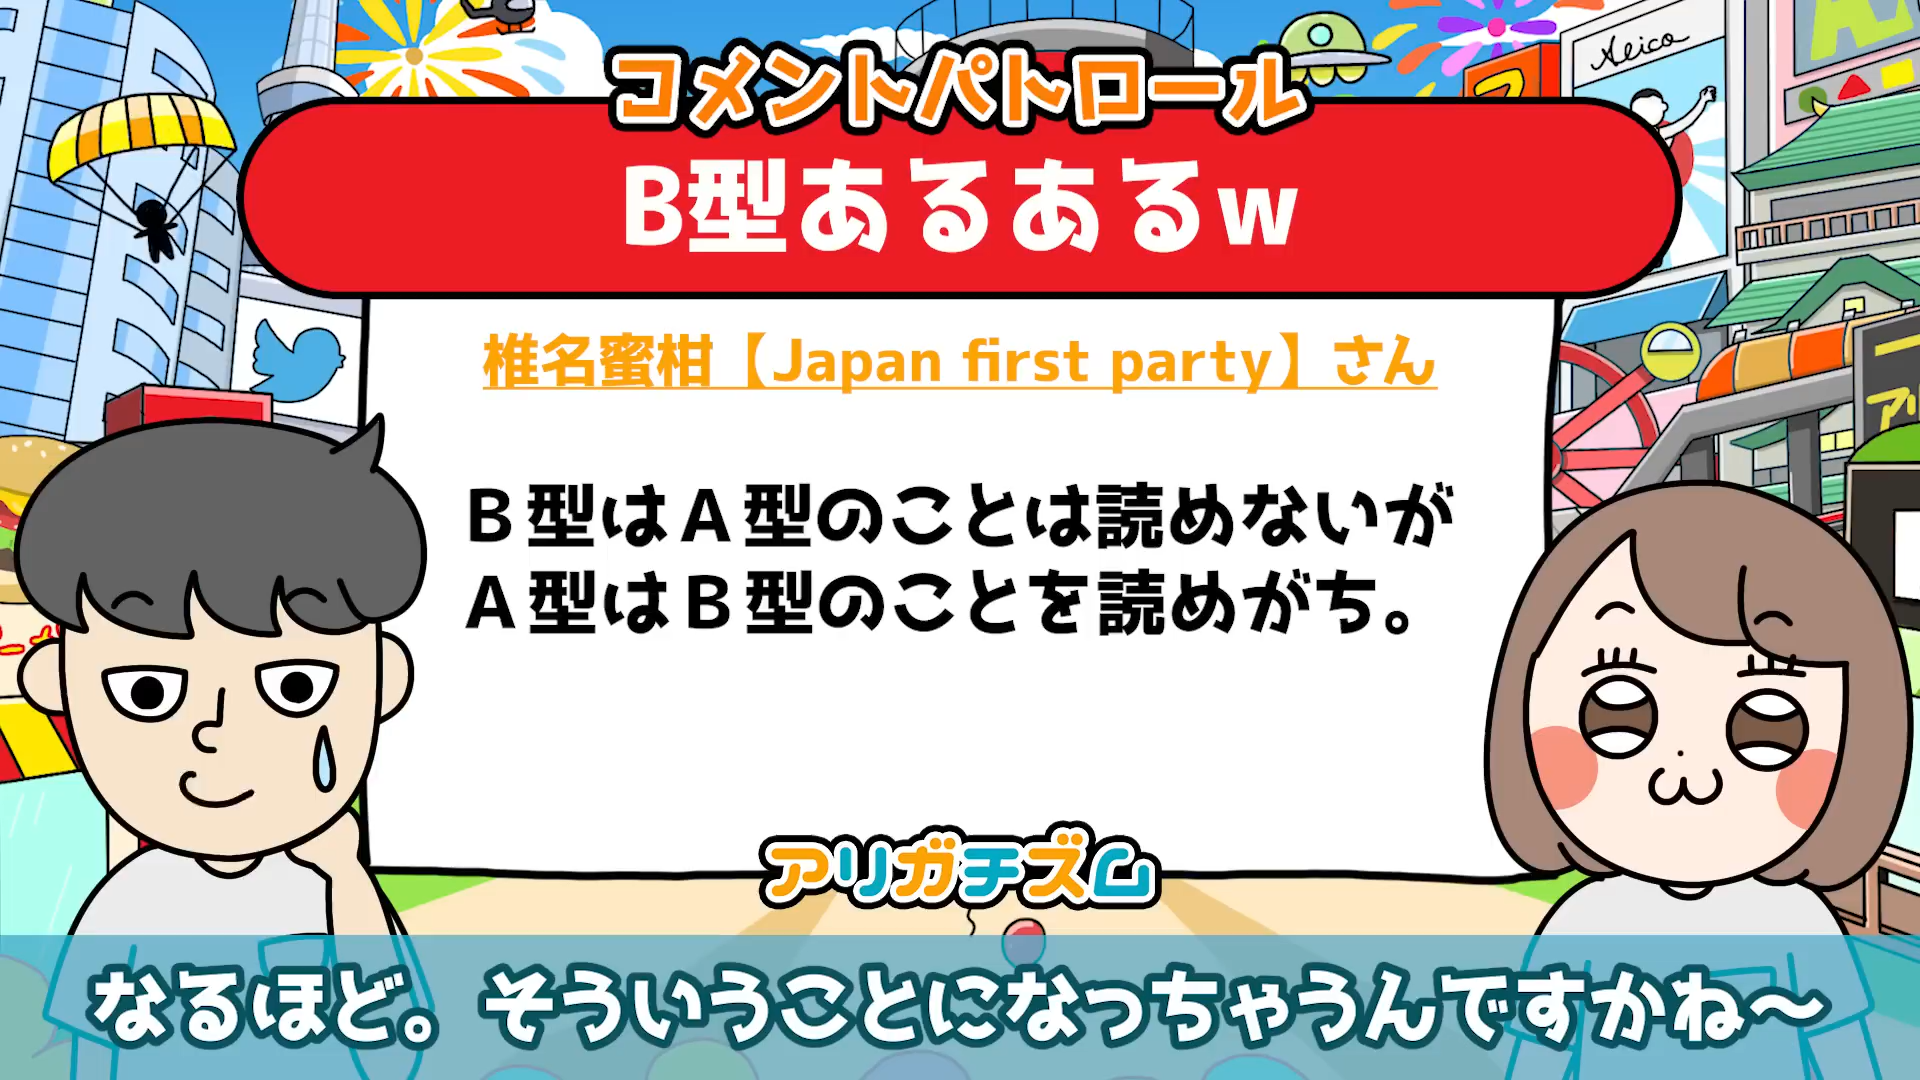 Aeico
コメントパトロール
B型あるあるw
椎名蜜柑【Japan first party】さん
B型はA型のことは読めないが
A型はB型のことを読めがち。
アリガチズム
なるほど。そういうことになっちゃうんですかね～